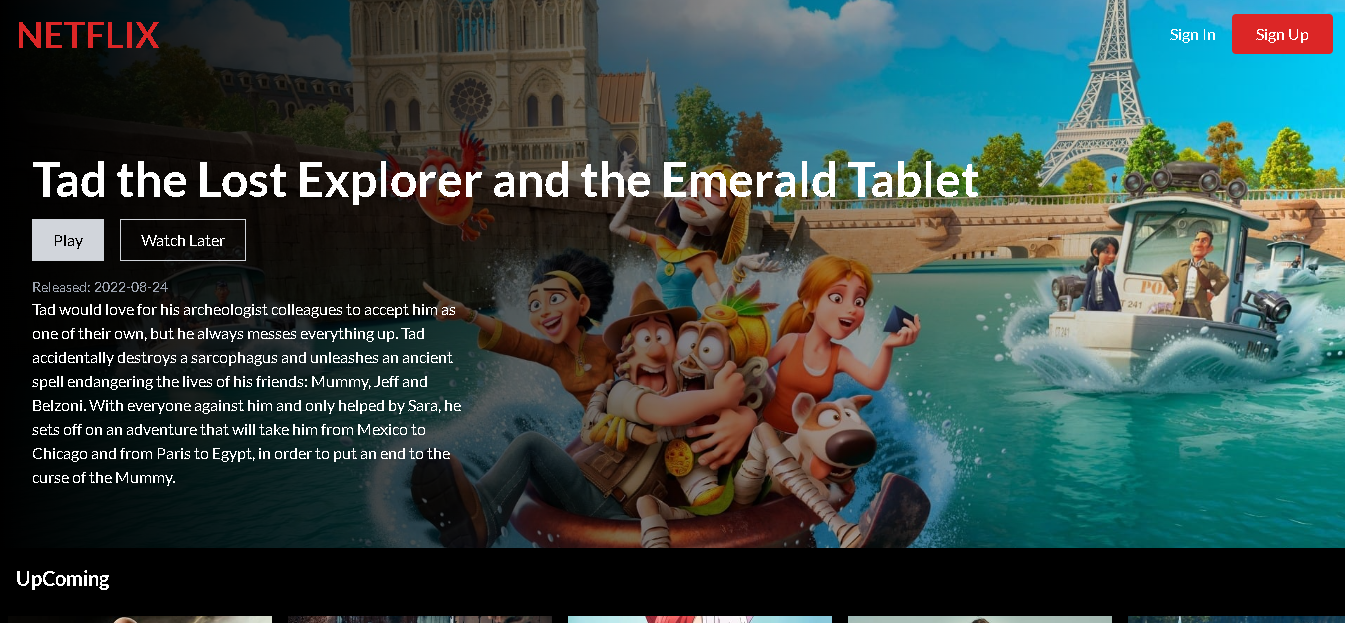 NETFLIX
Sign In
Sign Up
Tad the Lost Explorer and the Emerald Tablet
Play
Watch Later
Released: 2022-08-24
Tad would love for his archeologist colleagues to accept him as
one of their own, but he always messes everything up. Tad
accidentally destroys a sarcophagus and unleashes an ancient
spell endangering the lives of his friends: Mummy, Jeff and
Belzoni. With everyone against him and only helped by Sara, he
sets off on an adventure that will take him from Mexico to
Chicago and from Paris to Egypt, in order to put an end to the
curse of the Mummy.
241
UpComing